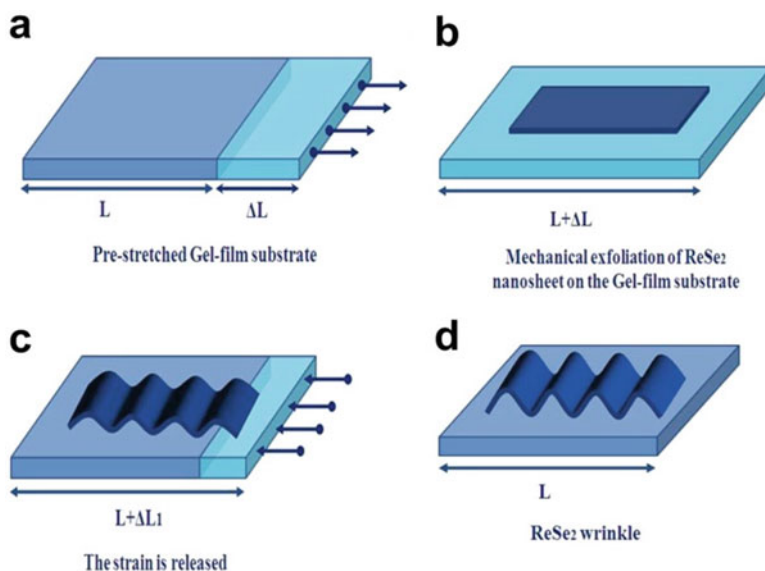 a
L
ΔL
Pre-stretched Gel-film substrate
b
L+ΔL
Mechanical exfoliation of ReSe₂
nanosheet on the Gel-film substrate
c
L+ΔL₁
The strain is released
d
L
ReSe₂ wrinkle